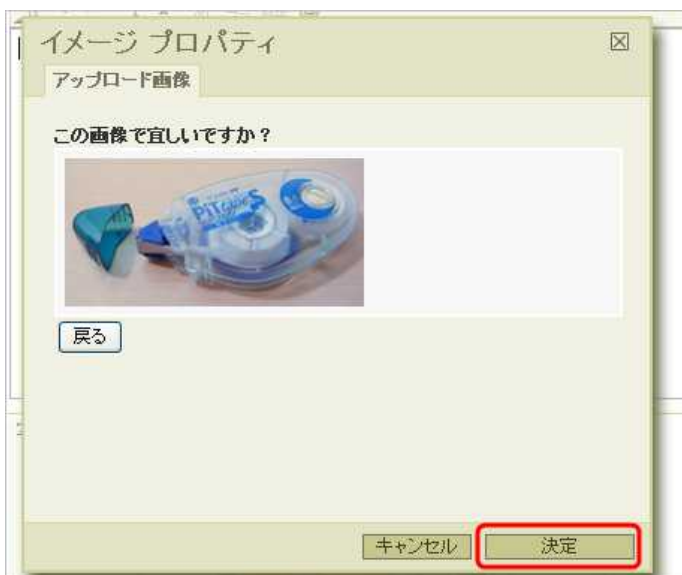 イメージ プロパティ
アップロード画像
この画像で宜しいですか？
PiT
S
戻る
キャンセル
決定